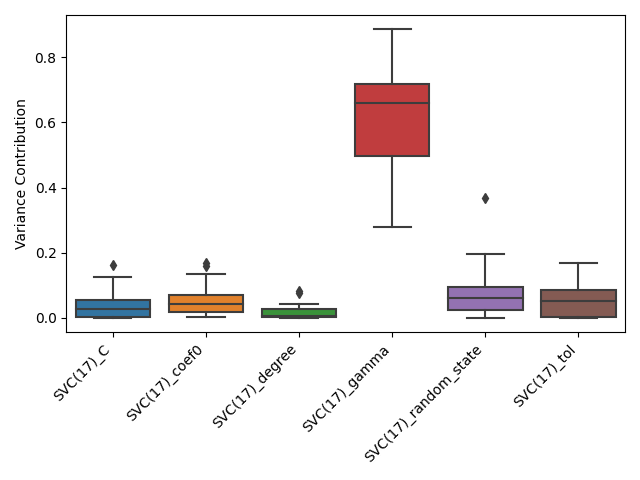 Variance Contribution
0.8
0.6
0.4
0.2
0.0
SVC(17)_C
SVC(17)_coef0
SVC(17)_degree
SVC(17)_gamma
SVC(17)_random_state
SVC(17)_tol